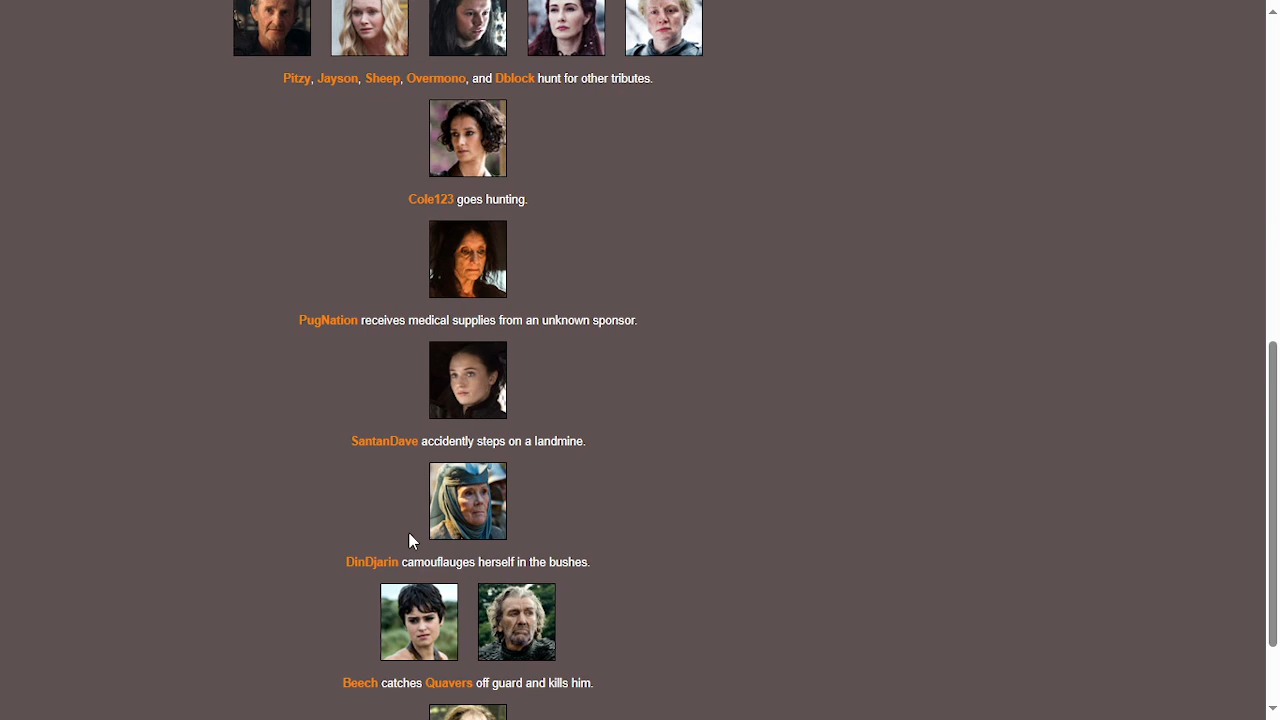 Pitzy, Jayson, Sheep, Overmono, and Dblock hunt for other tributes.
Cole123 goes hunting.
PugNation receives medical supplies from an unknown sponsor.
SantanDave accidently steps on a landmine.
DinDjarin camouflauges herself in the bushes.
Beech catches Quavers off guard and kills him.